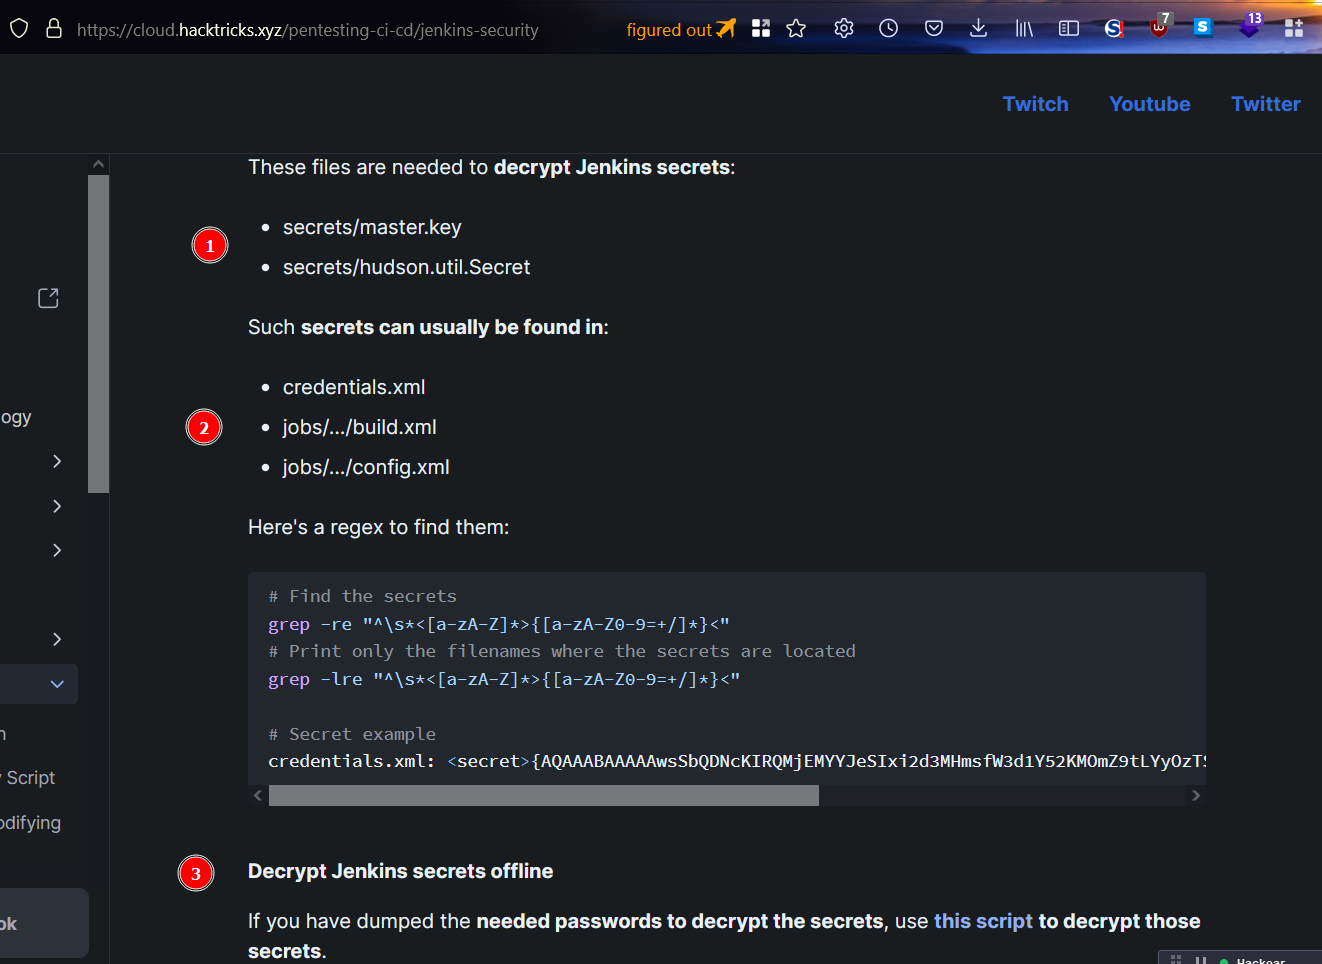 https://cloud.hacktricks.xyz/pentesting-ci-cd/jenkins-security
figured out
7
13
Twitch Youtube Twitter
These files are needed to decrypt Jenkins secrets:
1
• secrets/master.key
• secrets/hudson.util.Secret
Such secrets can usually be found in:
2
• credentials.xml
• jobs/.../build.xml
• jobs/.../config.xml
Here's a regex to find them:
# Find the secrets
grep -re "^\s*<[a-zA-Z]*>{[a-zA-Z0-9=+/]*}<"
# Print only the filenames where the secrets are located
grep -lre "^\s*<[a-zA-Z]*>{[a-zA-Z0-9=+/]*}<"
# Secret example
credentials.xml: <secret>{AQAAABAAAAAwsSbQDNcKIRQMjEMYYJeSIxi2d3MHmsfW3d1Y52KMOmZ9tLYyOzTS
3
Decrypt Jenkins secrets offline
If you have dumped the needed passwords to decrypt the secrets, use this script to decrypt those
secrets.
ogy
n
Script
odifying
ok
Hackear